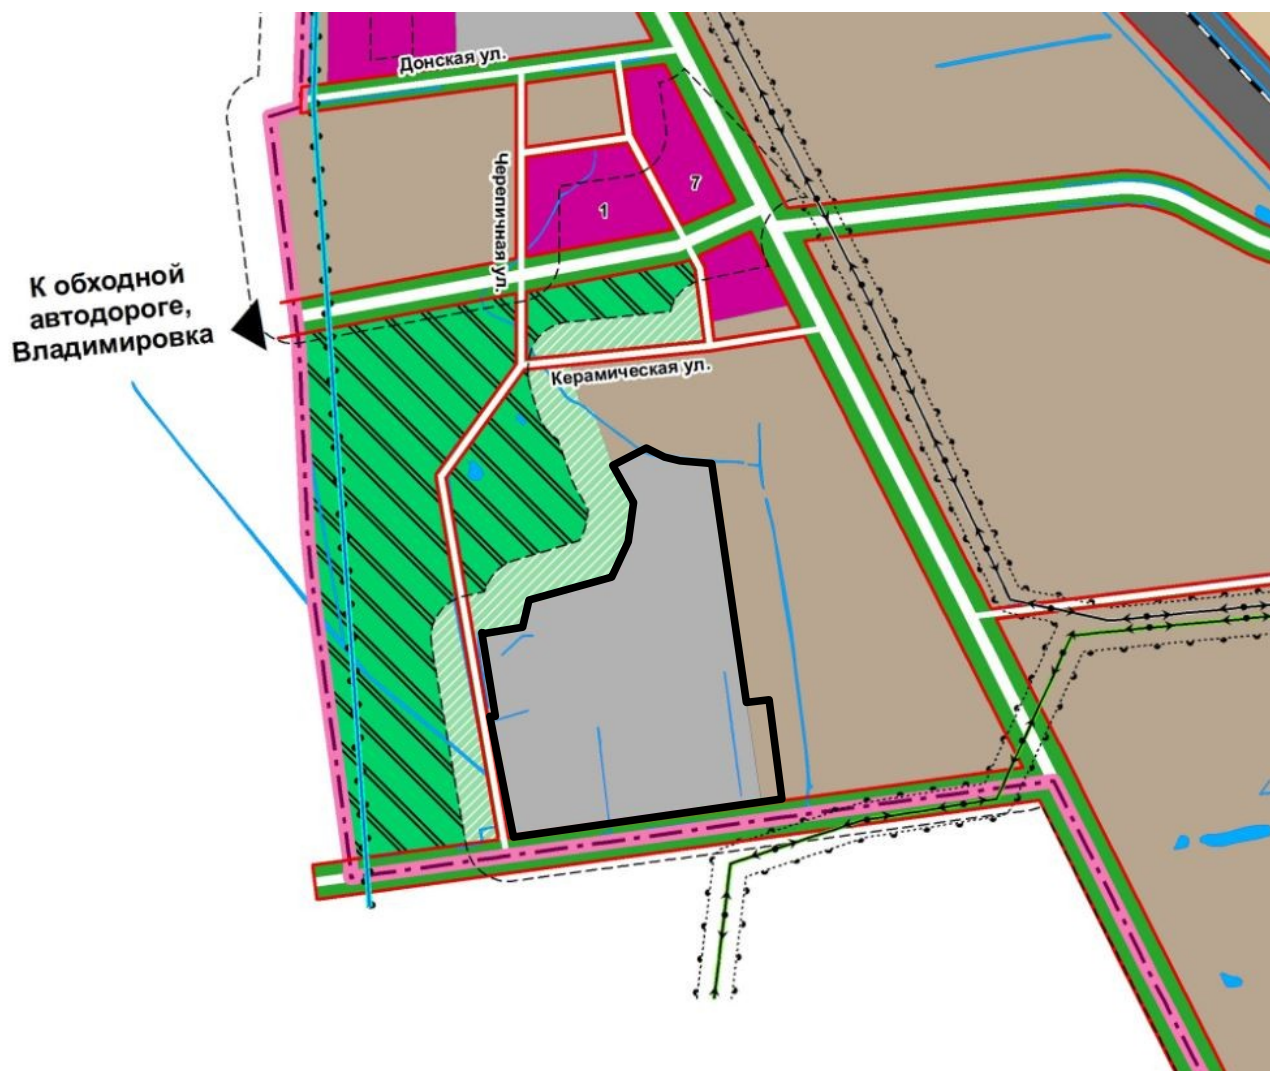 Донская ул.
Черепичная ул.
7
1
К обходной
автодороге,
Владимировка
Керамическая ул.